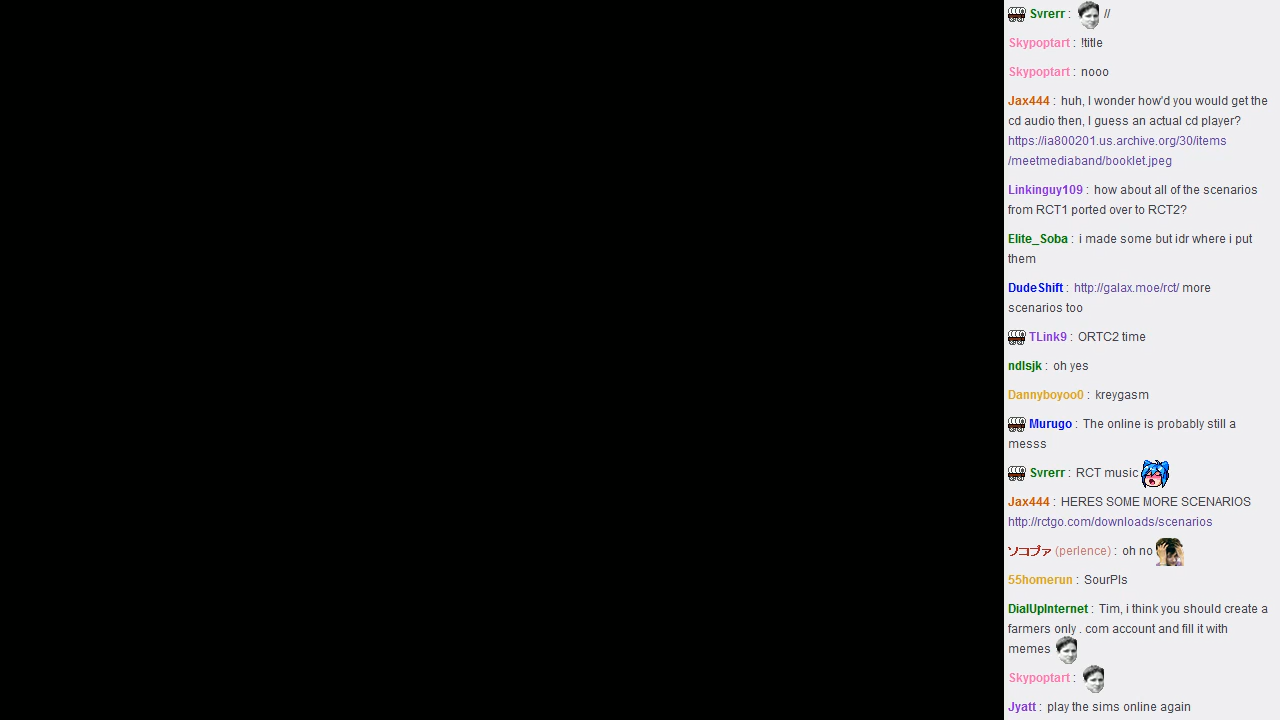 Svrerr : //
Skypoptart : !title
Skypoptart : nooo
Jax444 : huh, I wonder how'd you would get the
cd audio then, I guess an actual cd player?
https://ia800201.us.archive.org/30/items
/meetmediaband/booklet.jpeg
Linkinguy109 : how about all of the scenarios
from RCT1 ported over to RCT2?
Elite_Soba : i made some but idr where i put
them
DudeShift : http://galax.moe/rct/ more
scenarios too
TLink9 : ORTC2 time
ndlsjk : oh yes
Dannyboyoo0 : kreygasm
Murugo : The online is probably still a
messs
Svrerr : RCT music
Jax444 : HERES SOME MORE SCENARIOS
http://rctgo.com/downloads/scenarios
ソコプァ (perlence) : oh no
55homerun : SourPls
DialUpInternet : Tim, i think you should create a
farmers only . com account and fill it with
memes
Skypoptart :
Jyatt : play the sims online again